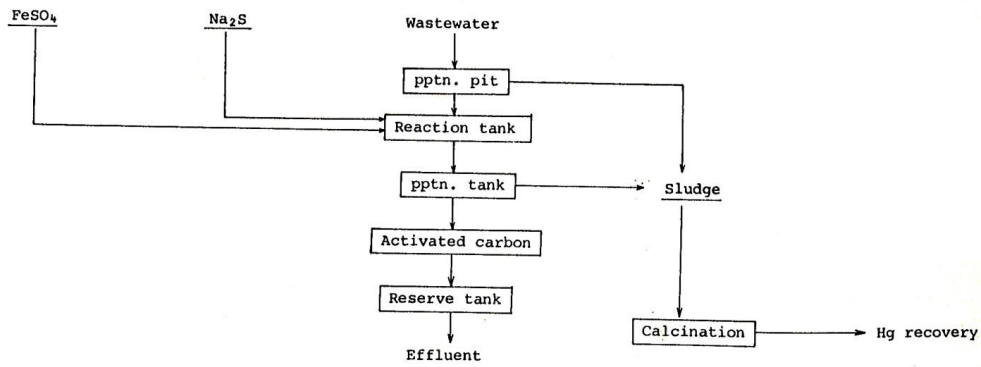 FeSO₄
Na₂S
Wastewater
pptn. pit
Reaction tank
pptn. tank
Sludge
Activated carbon
Reserve tank
Calcination
Hg recovery
Effluent